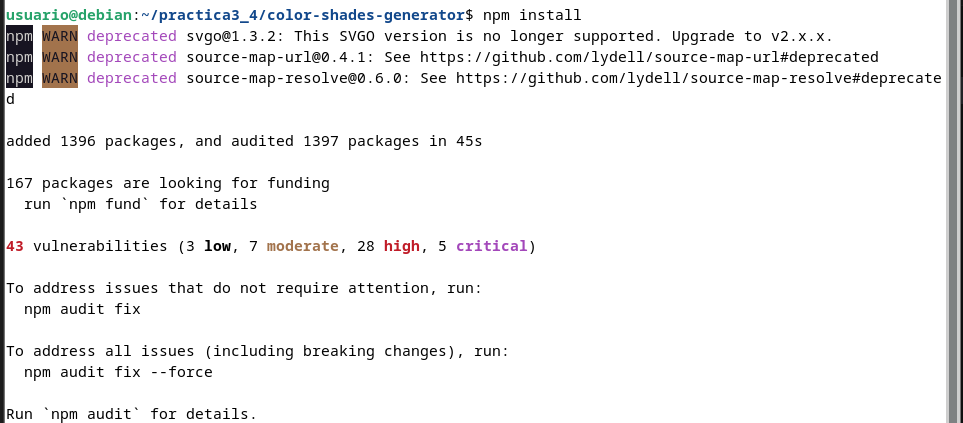 usuario@debian:~/practica3_4/color-shades-generator$ npm install
npm WARN deprecated svgo@1.3.2: This SVGO version is no longer supported. Upgrade to v2.x.x.
npm WARN deprecated source-map-url@0.4.1: See https://github.com/lydell/source-map-url#deprecated
npm WARN deprecated source-map-resolve@0.6.0: See https://github.com/lydell/source-map-resolve#deprecate
d
added 1396 packages, and audited 1397 packages in 45s
167 packages are looking for funding
  run `npm fund` for details
43 vulnerabilities (3 low, 7 moderate, 28 high, 5 critical)
To address issues that do not require attention, run:
  npm audit fix
To address all issues (including breaking changes), run:
  npm audit fix --force
Run `npm audit` for details.